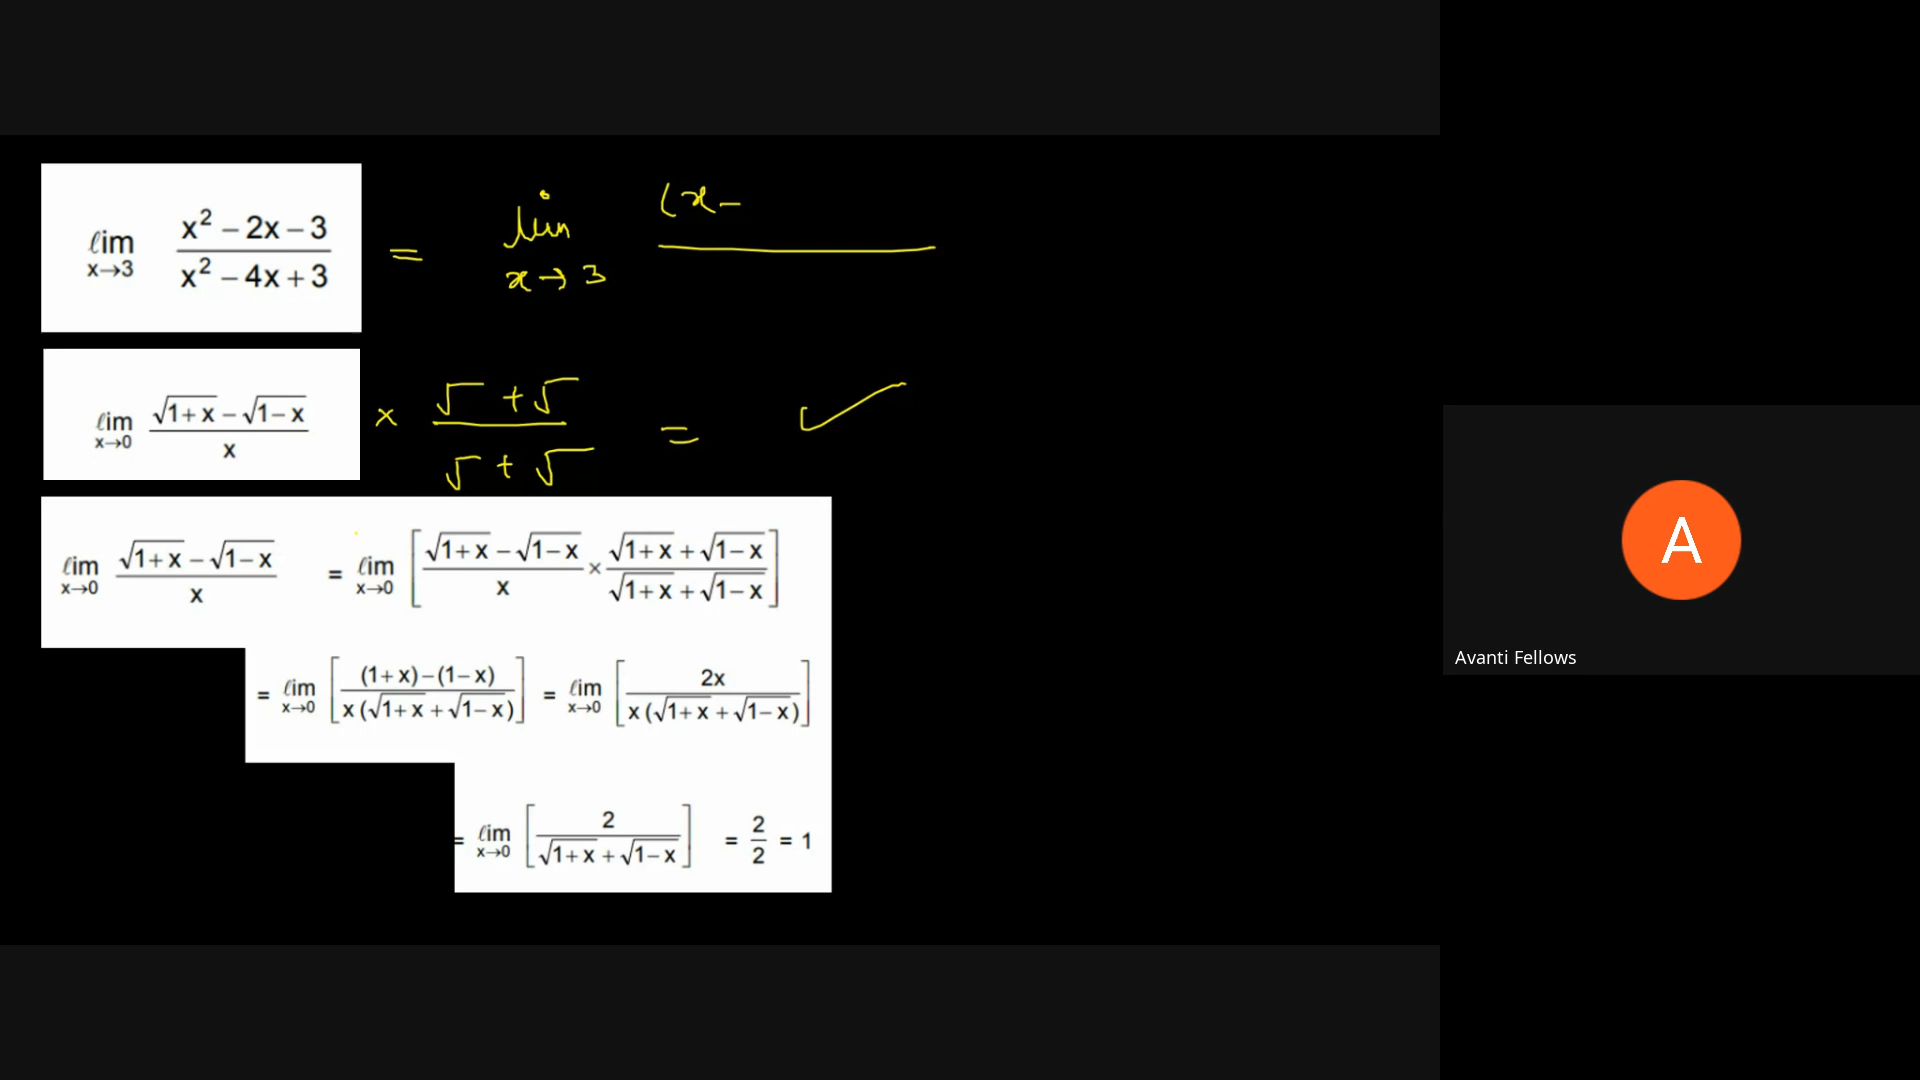 ℓim x→3 (x² − 2x − 3)/(x² − 4x + 3) = lim x→3 (x −
ℓim x→0 (√(1+x) − √(1−x))/x × (√ + √)/(√ + √) = ✓
ℓim x→0 (√(1+x) − √(1−x))/x = ℓim x→0 [(√(1+x) − √(1−x))/x × (√(1+x) + √(1−x))/(√(1+x) + √(1−x))]
= ℓim x→0 [((1+x)−(1−x))/(x(√(1+x) + √(1−x)))] = ℓim x→0 [2x/(x(√(1+x) + √(1−x)))]
= ℓim x→0 [2/(√(1+x) + √(1−x))] = 2/2 = 1
A
Avanti Fellows